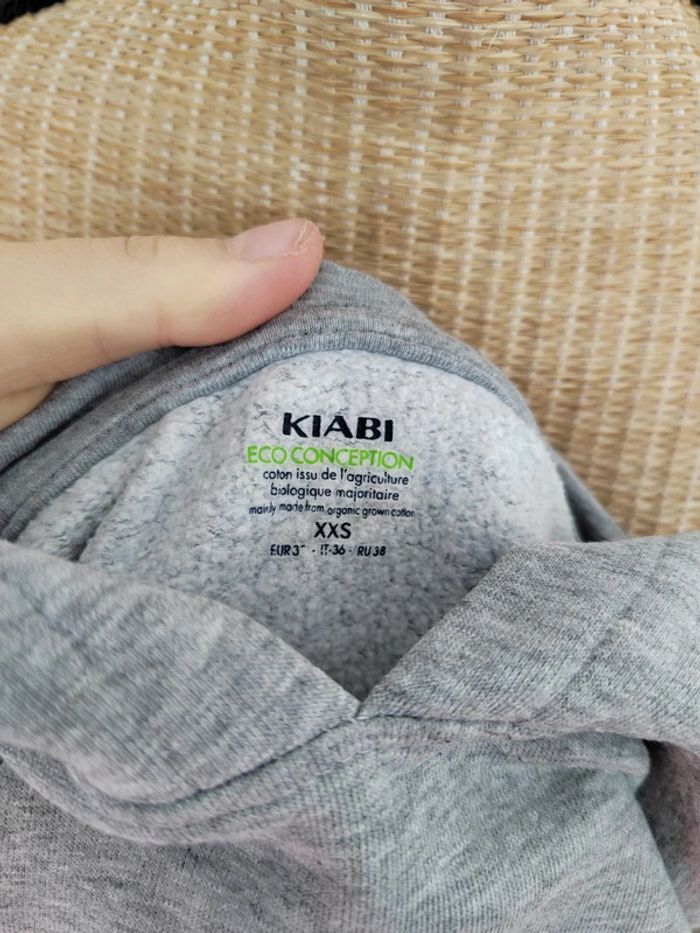 KIABI
ECO CONCEPTION
coton issu de l'agriculture
biologique majoritaire
mainly made from organic grown cotton
XXS
IT-36 - RU 38